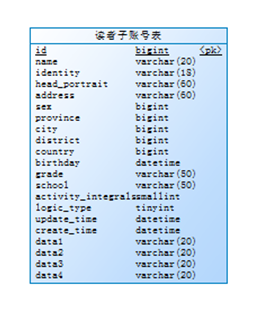 读者子账号表
id bigint <pk>
name varchar(20)
identity varchar(18)
head_portrait varchar(60)
address varchar(60)
sex bigint
province bigint
city bigint
district bigint
country bigint
birthday datetime
grade varchar(50)
school varchar(50)
activity_integralssmallint
logic_type tinyint
update_time datetime
create_time datetime
data1 varchar(20)
data2 varchar(20)
data3 varchar(20)
data4 varchar(20)